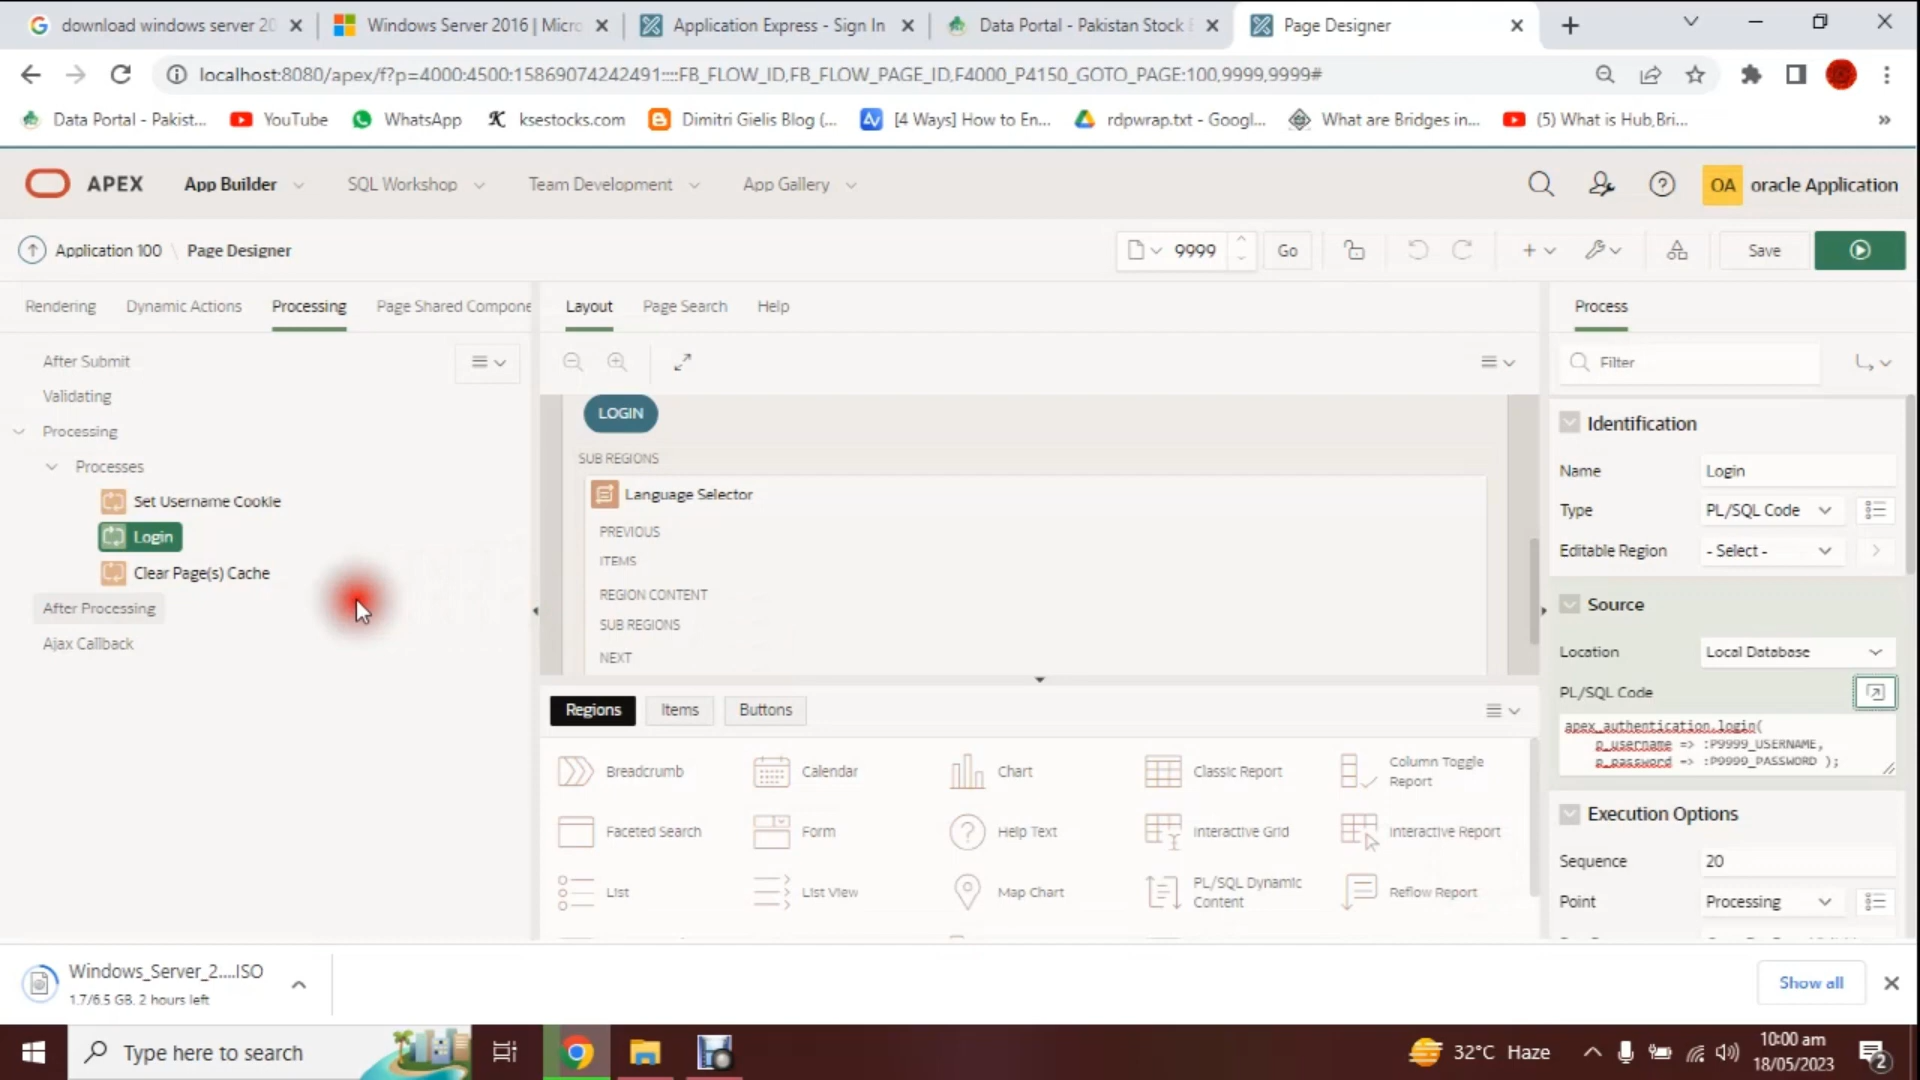 download windows server 20
Windows Server 2016 | Micro
Application Express - Sign In
Data Portal - Pakistan Stock E
Page Designer
localhost:8080/apex/f?p=4000:4500:15869074242491::::FB_FLOW_ID,FB_FLOW_PAGE_ID,F4000_P4150_GOTO_PAGE:100,9999,9999#
Data Portal - Pakist...
YouTube
WhatsApp
ksestocks.com
Dimitri Gielis Blog (...
[4 Ways] How to En...
rdpwrap.txt - Googl...
What are Bridges in...
(5) What is Hub,Bri...
APEX
App Builder
SQL Workshop
Team Development
App Gallery
OA
oracle Application
Application 100 \ Page Designer
9999
Go
Save
Rendering
Dynamic Actions
Processing
Page Shared Compone
Layout
Page Search
Help
Process
After Submit
Validating
Processing
Processes
Set Username Cookie
Login
Clear Page(s) Cache
After Processing
Ajax Callback
LOGIN
SUB REGIONS
Language Selector
PREVIOUS
ITEMS
REGION CONTENT
SUB REGIONS
NEXT
Regions
Items
Buttons
Breadcrumb
Calendar
Chart
Classic Report
Column Toggle
Report
Faceted Search
Form
Help Text
Interactive Grid
Interactive Report
List
List View
Map Chart
PL/SQL Dynamic
Content
Reflow Report
Filter
Identification
Name
Login
Type
PL/SQL Code
Editable Region
- Select -
Source
Location
Local Database
PL/SQL Code
apex_authentication.login(
p_username => :P9999_USERNAME,
p_password => :P9999_PASSWORD );
Execution Options
Sequence
20
Point
Processing
Windows_Server_2....ISO
1.7/6.5 GB, 2 hours left
Show all
Type here to search
32°C Haze
10:00 am
18/05/2023
2